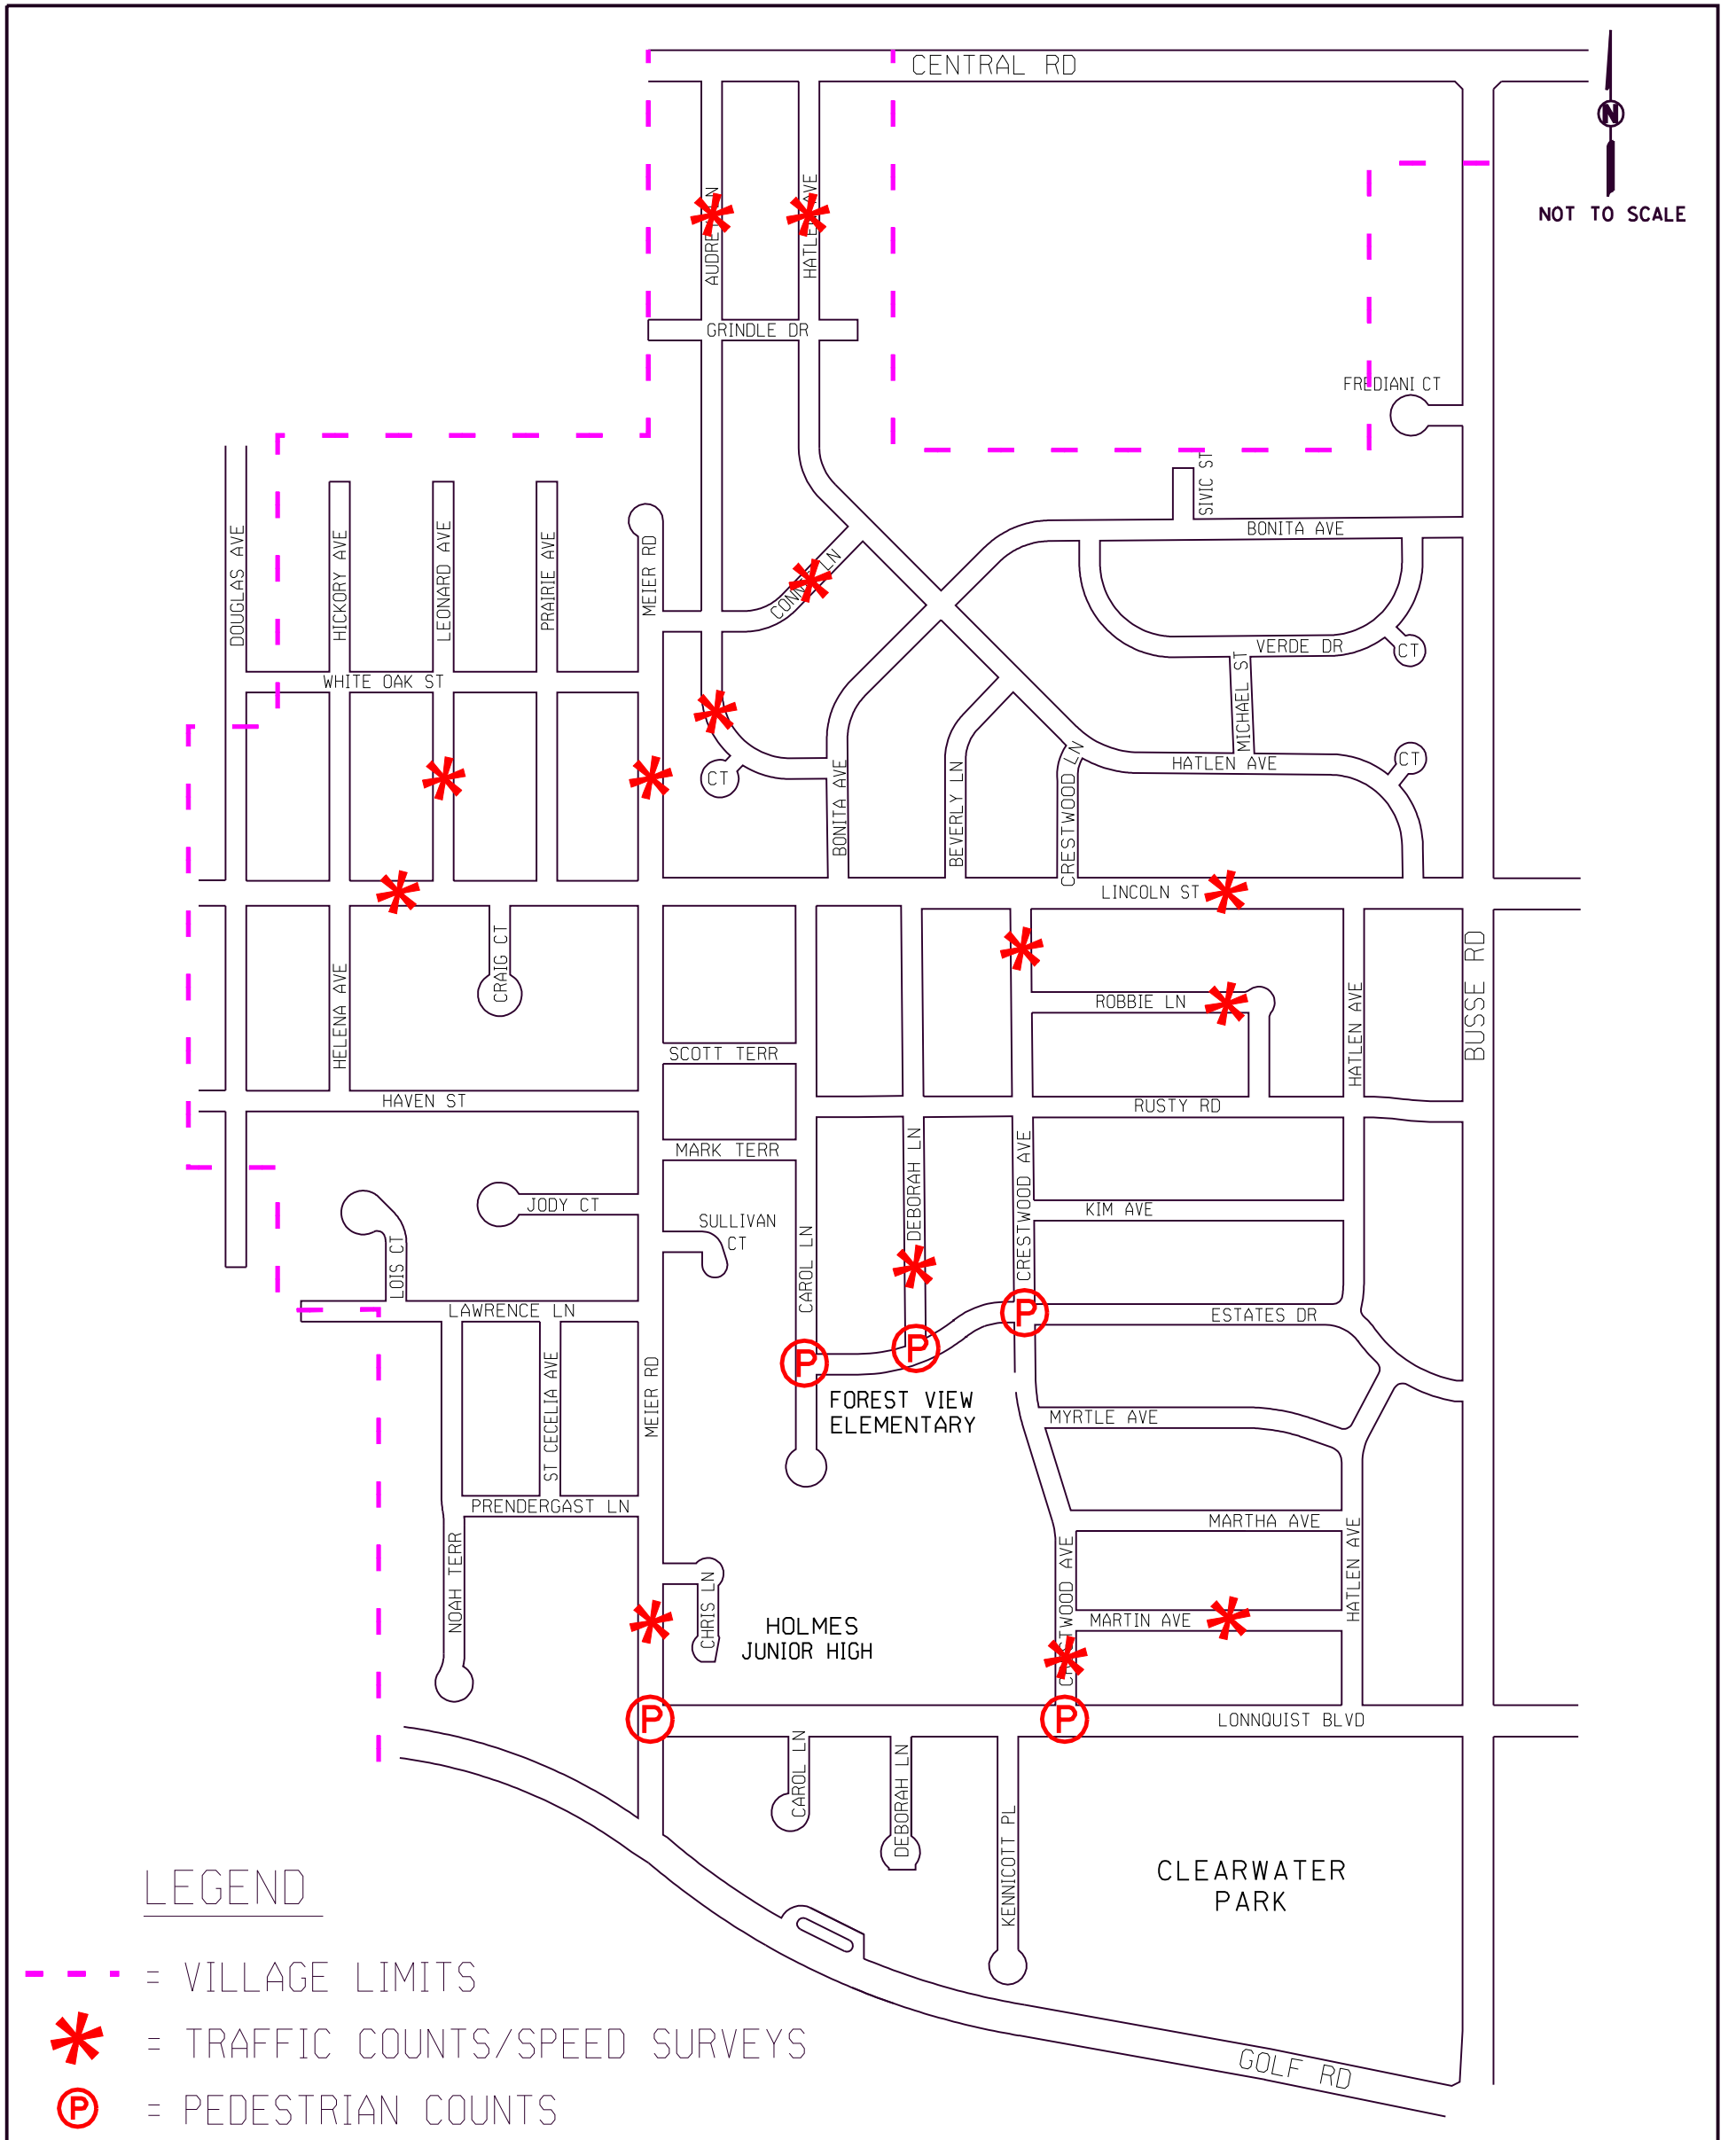 CENTRAL RD
N
NOT TO SCALE
GRINDLE DR
FREDIANI CT
SIVIC ST
BONITA AVE
DOUGLAS AVE
HICKORY AVE
LEONARD AVE
PRAIRIE AVE
MEIER RD
LN
VERDE DR
CT
MICHAEL ST
WHITE OAK ST
HATLEN AVE
CT
CT
BONITA AVE
BEVERLY LN
CRESTWOOD LN
LINCOLN ST
CRAIG CT
HELENA AVE
ROBBIE LN
HATLEN AVE
BUSSE RD
SCOTT TERR
HAVEN ST
RUSTY RD
MARK TERR
DEBORAH LN
CRESTWOOD AVE
JODY CT
KIM AVE
SULLIVAN
CT
LOIS CT
CAROL LN
LAWRENCE LN
P
ESTATES DR
P
P
ST CECELIA AVE
MEIER RD
FOREST VIEW
ELEMENTARY
MYRTLE AVE
PRENDERGAST LN
MARTHA AVE
NOAH TERR
HATLEN AVE
CHRIS LN
HOLMES
JUNIOR HIGH
MARTIN AVE
AVE
P
P
LONNQUIST BLVD
CAROL LN
DEBORAH LN
KENNICOTT PL
CLEARWATER
PARK
GOLF RD
LEGEND
= VILLAGE LIMITS
= TRAFFIC COUNTS/SPEED SURVEYS
P = PEDESTRIAN COUNTS